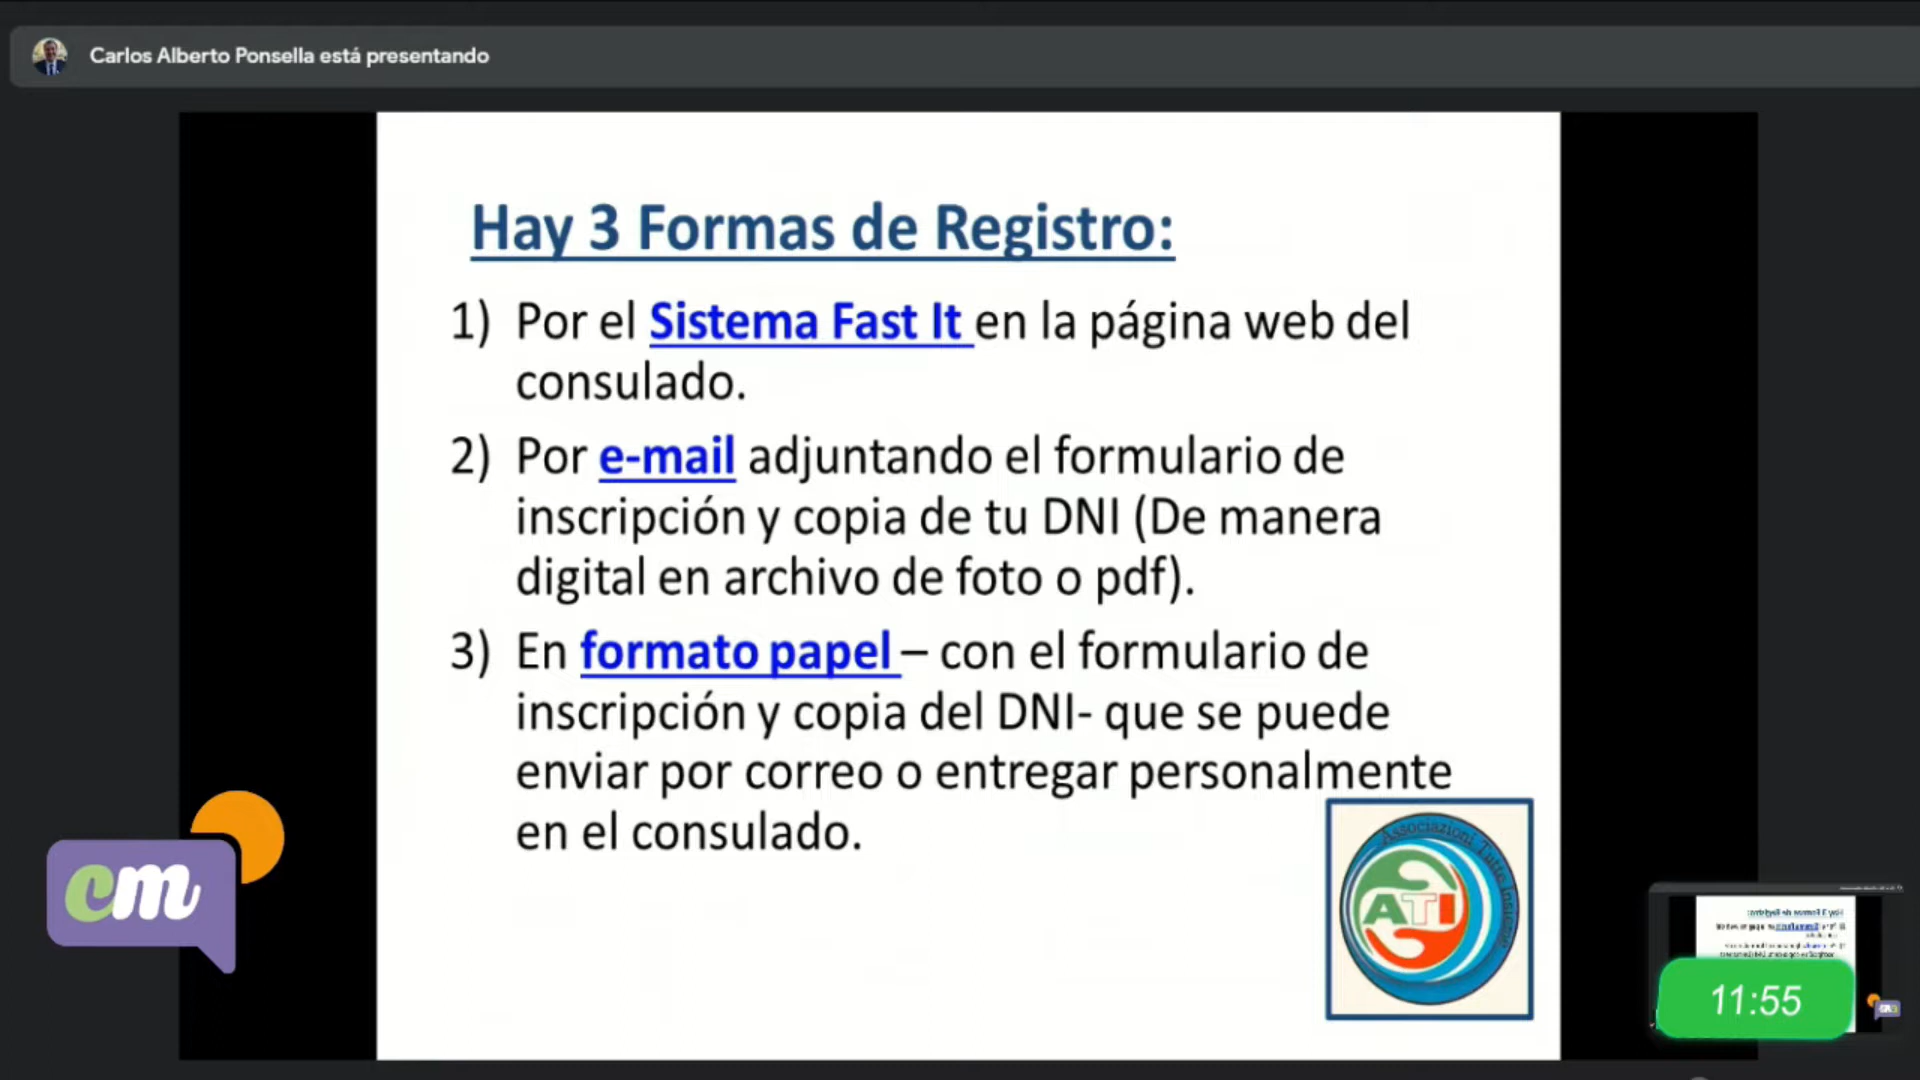 Carlos Alberto Ponsella está presentando
Hay 3 Formas de Registro:
1) Por el Sistema Fast It en la página web del
consulado.
2) Por e-mail adjuntando el formulario de
inscripción y copia de tu DNI (De manera
digital en archivo de foto o pdf).
3) En formato papel – con el formulario de
inscripción y copia del DNI- que se puede
enviar por correo o entregar personalmente
en el consulado.
cm
Associazioni Tutte Insieme
ATI
11:55